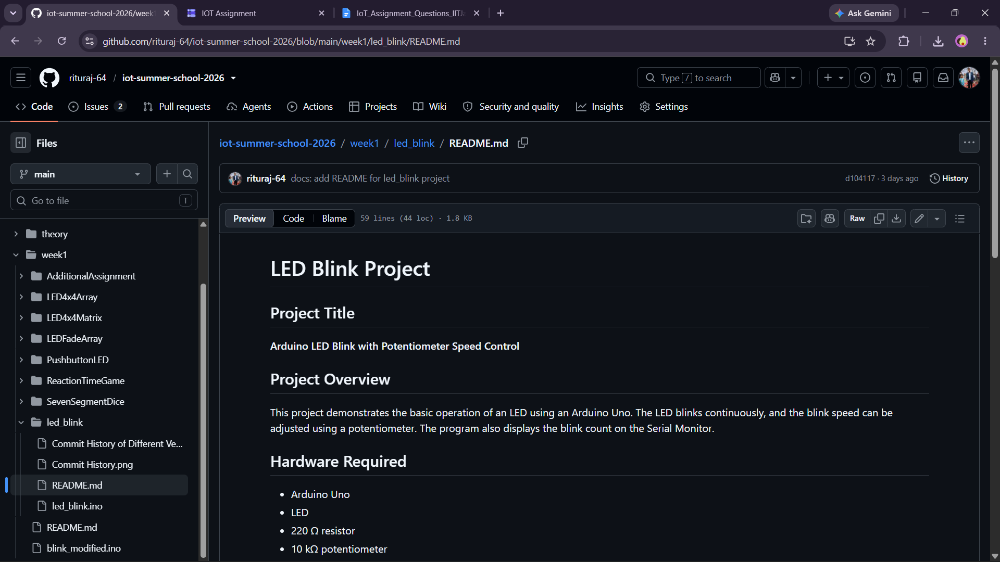 iot-summer-school-2026/week1
IOT Assignment
IoT_Assignment_Questions_IITJa
Ask Gemini
github.com/rituraj-64/iot-summer-school-2026/blob/main/week1/led_blink/README.md
rituraj-64 / iot-summer-school-2026
Type / to search
Code
Issues 2
Pull requests
Agents
Actions
Projects
Wiki
Security and quality
Insights
Settings
Files
main
Go to file T
theory
week1
AdditionalAssignment
LED4x4Array
LED4x4Matrix
LEDFadeArray
PushbuttonLED
ReactionTimeGame
SevenSegmentDice
led_blink
Commit History of Different Ve...
Commit History.png
README.md
led_blink.ino
README.md
blink_modified.ino
iot-summer-school-2026 / week1 / led_blink / README.md
rituraj-64 docs: add README for led_blink project
d104117 · 3 days ago
History
Preview Code Blame 59 lines (44 loc) · 1.8 KB
Raw
LED Blink Project
Project Title
Arduino LED Blink with Potentiometer Speed Control
Project Overview
This project demonstrates the basic operation of an LED using an Arduino Uno. The LED blinks continuously, and the blink speed can be
adjusted using a potentiometer. The program also displays the blink count on the Serial Monitor.
Hardware Required
• Arduino Uno
• LED
• 220 Ω resistor
• 10 kΩ potentiometer